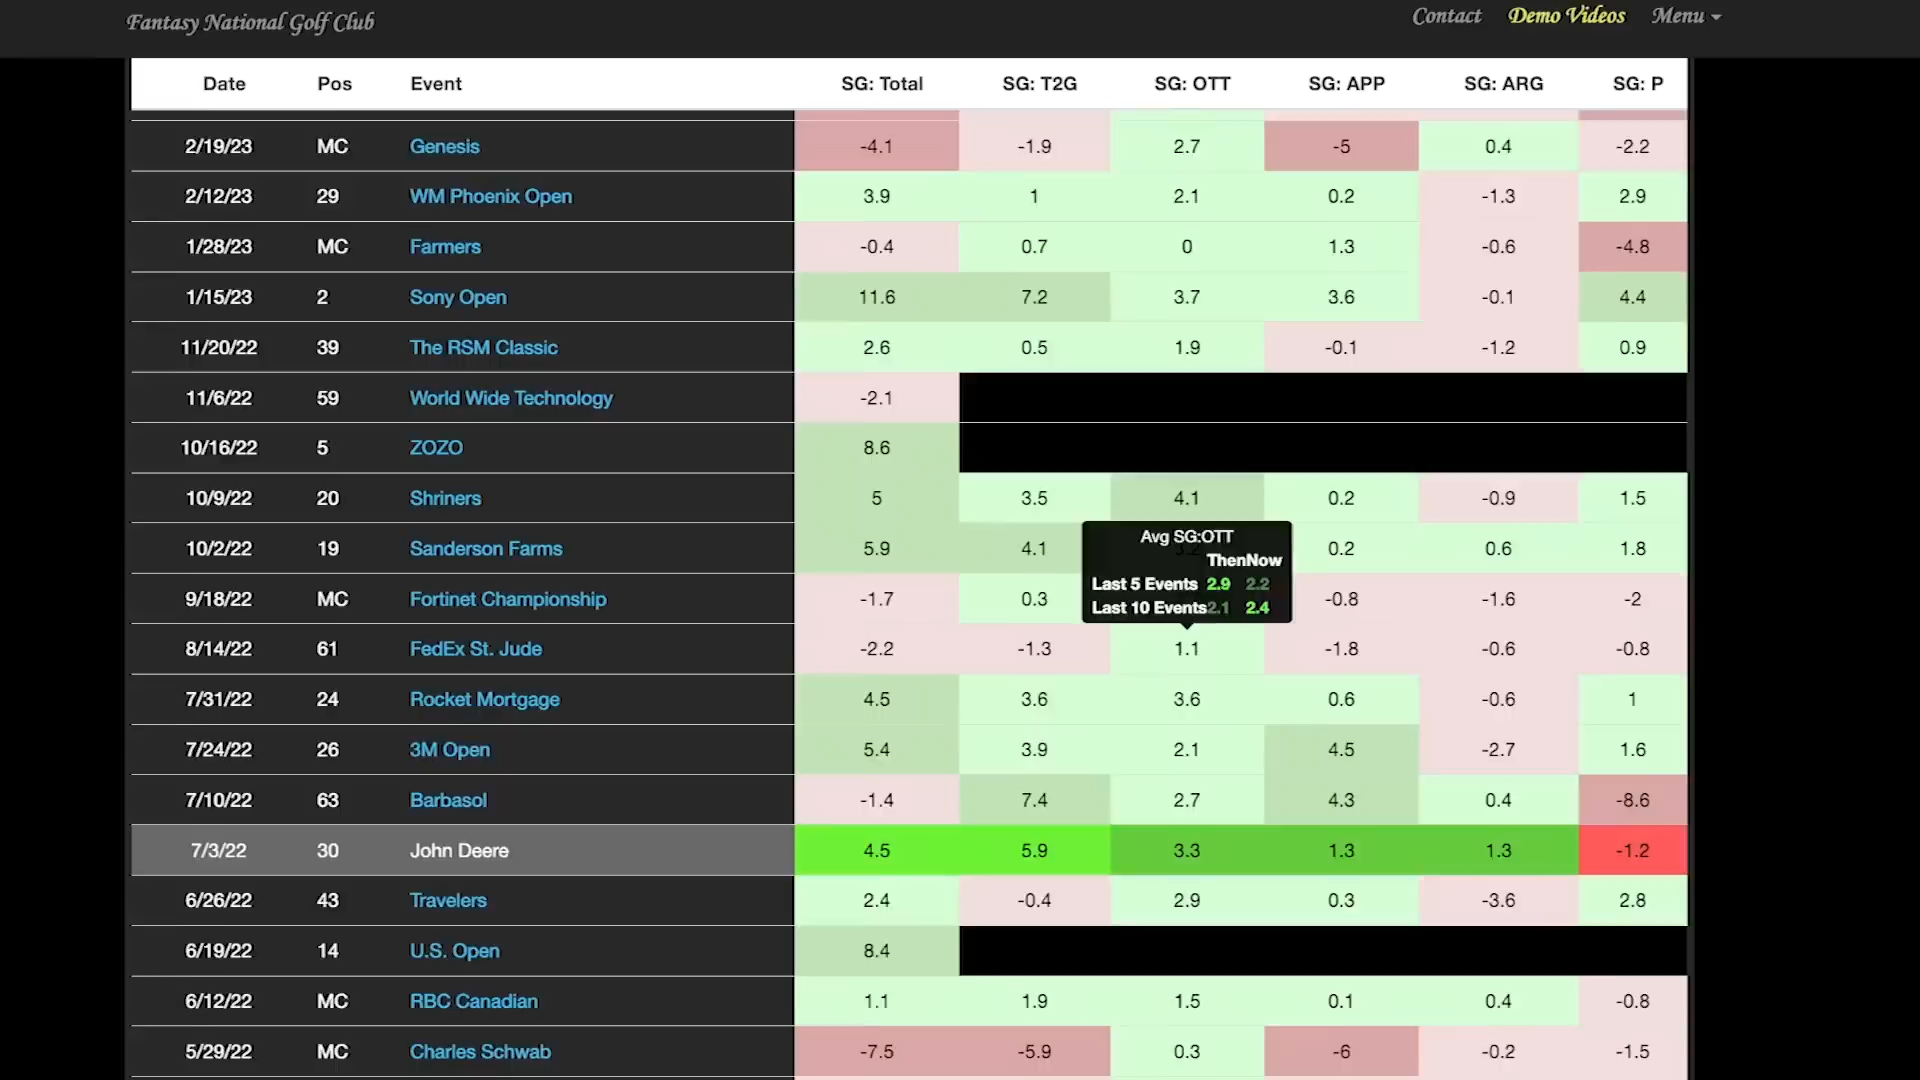 Fantasy National Golf Club Contact Demo Videos Menu
Date Pos Event SG: Total SG: T2G SG: OTT SG: APP SG: ARG SG: P
2/19/23 MC Genesis -4.1 -1.9 2.7 -5 0.4 -2.2
2/12/23 29 WM Phoenix Open 3.9 1 2.1 0.2 -1.3 2.9
1/28/23 MC Farmers -0.4 0.7 0 1.3 -0.6 -4.8
1/15/23 2 Sony Open 11.6 7.2 3.7 3.6 -0.1 4.4
11/20/22 39 The RSM Classic 2.6 0.5 1.9 -0.1 -1.2 0.9
11/6/22 59 World Wide Technology -2.1
10/16/22 5 ZOZO 8.6
10/9/22 20 Shriners 5 3.5 4.1 0.2 -0.9 1.5
10/2/22 19 Sanderson Farms 5.9 4.1 0.2 0.6 1.8
Avg SG:OTT
ThenNow
Last 5 Events 2.9 2.2
Last 10 Events 2.1 2.4
9/18/22 MC Fortinet Championship -1.7 0.3 -0.8 -1.6 -2
8/14/22 61 FedEx St. Jude -2.2 -1.3 1.1 -1.8 -0.6 -0.8
7/31/22 24 Rocket Mortgage 4.5 3.6 3.6 0.6 -0.6 1
7/24/22 26 3M Open 5.4 3.9 2.1 4.5 -2.7 1.6
7/10/22 63 Barbasol -1.4 7.4 2.7 4.3 0.4 -8.6
7/3/22 30 John Deere 4.5 5.9 3.3 1.3 1.3 -1.2
6/26/22 43 Travelers 2.4 -0.4 2.9 0.3 -3.6 2.8
6/19/22 14 U.S. Open 8.4
6/12/22 MC RBC Canadian 1.1 1.9 1.5 0.1 0.4 -0.8
5/29/22 MC Charles Schwab -7.5 -5.9 0.3 -6 -0.2 -1.5